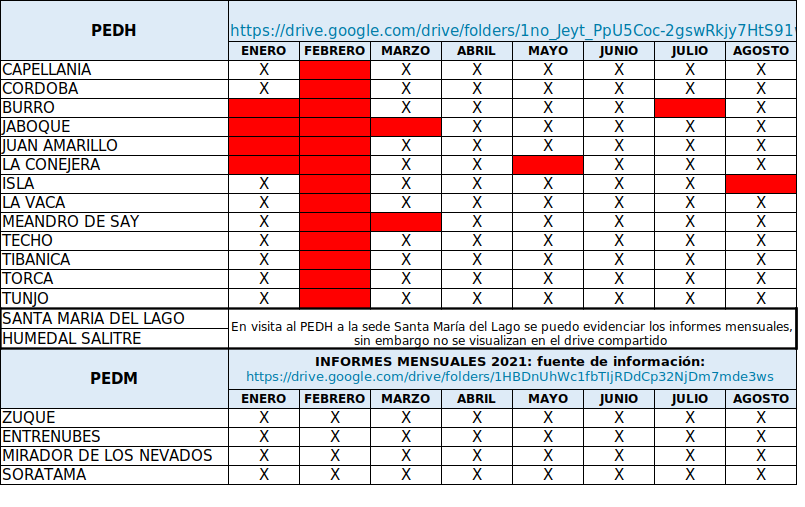 PEDH https://drive.google.com/drive/folders/1no_Jeyt_PpU5Coc-2gswRkjy7HtS91
ENERO FEBRERO MARZO ABRIL MAYO JUNIO JULIO AGOSTO
CAPELLANIA X X X X X X X
CORDOBA X X X X X X X
BURRO X X X X X
JABOQUE X X X X X
JUAN AMARILLO X X X X X X
LA CONEJERA X X X X X
ISLA X X X X X X
LA VACA X X X X X X X
MEANDRO DE SAY X X X X X X
TECHO X X X X X X X
TIBANICA X X X X X X X
TORCA X X X X X X X
TUNJO X X X X X X X
SANTA MARIA DEL LAGO
HUMEDAL SALITRE
En visita al PEDH a la sede Santa María del Lago se puedo evidenciar los informes mensuales,
sin embargo no se visualizan en el drive compartido
PEDM
INFORMES MENSUALES 2021: fuente de información:
https://drive.google.com/drive/folders/1HBDnUhWc1fbTIjRDdCp32NjDm7mde3ws
ENERO FEBRERO MARZO ABRIL MAYO JUNIO JULIO AGOSTO
ZUQUE X X X X X X X X
ENTRENUBES X X X X X X X X
MIRADOR DE LOS NEVADOS X X X X X X X X
SORATAMA X X X X X X X X